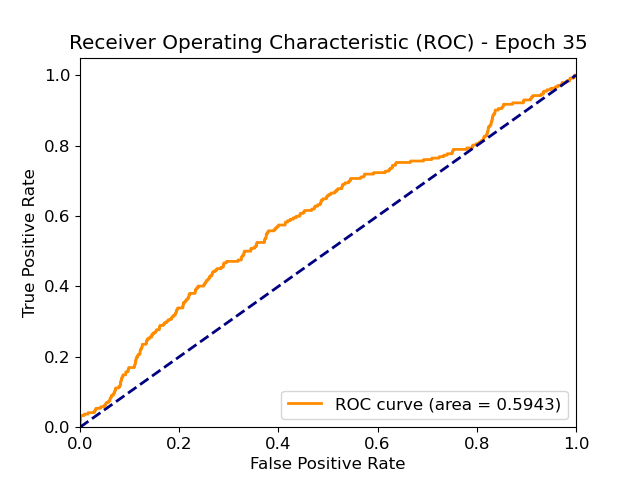 Receiver Operating Characteristic (ROC) - Epoch 35
True Positive Rate
1.0
0.8
0.6
0.4
0.2
0.0
ROC curve (area = 0.5943)
0.0 0.2 0.4 0.6 0.8 1.0
False Positive Rate